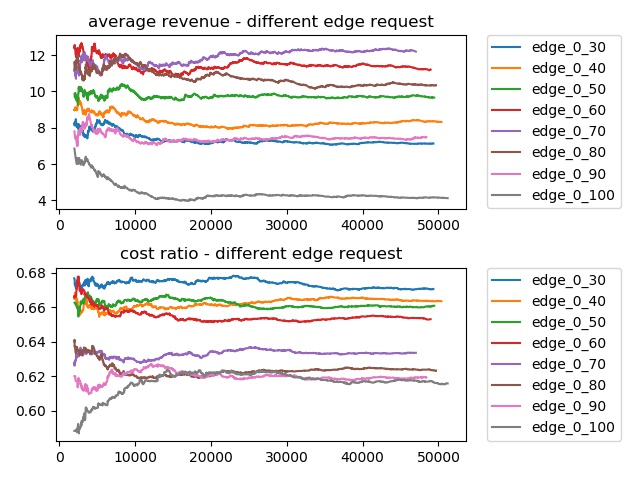 average revenue - different edge request
12
10
8
6
4
0 10000 20000 30000 40000 50000
edge_0_30
edge_0_40
edge_0_50
edge_0_60
edge_0_70
edge_0_80
edge_0_90
edge_0_100
cost ratio - different edge request
0.68
0.66
0.64
0.62
0.60
0 10000 20000 30000 40000 50000
edge_0_30
edge_0_40
edge_0_50
edge_0_60
edge_0_70
edge_0_80
edge_0_90
edge_0_100